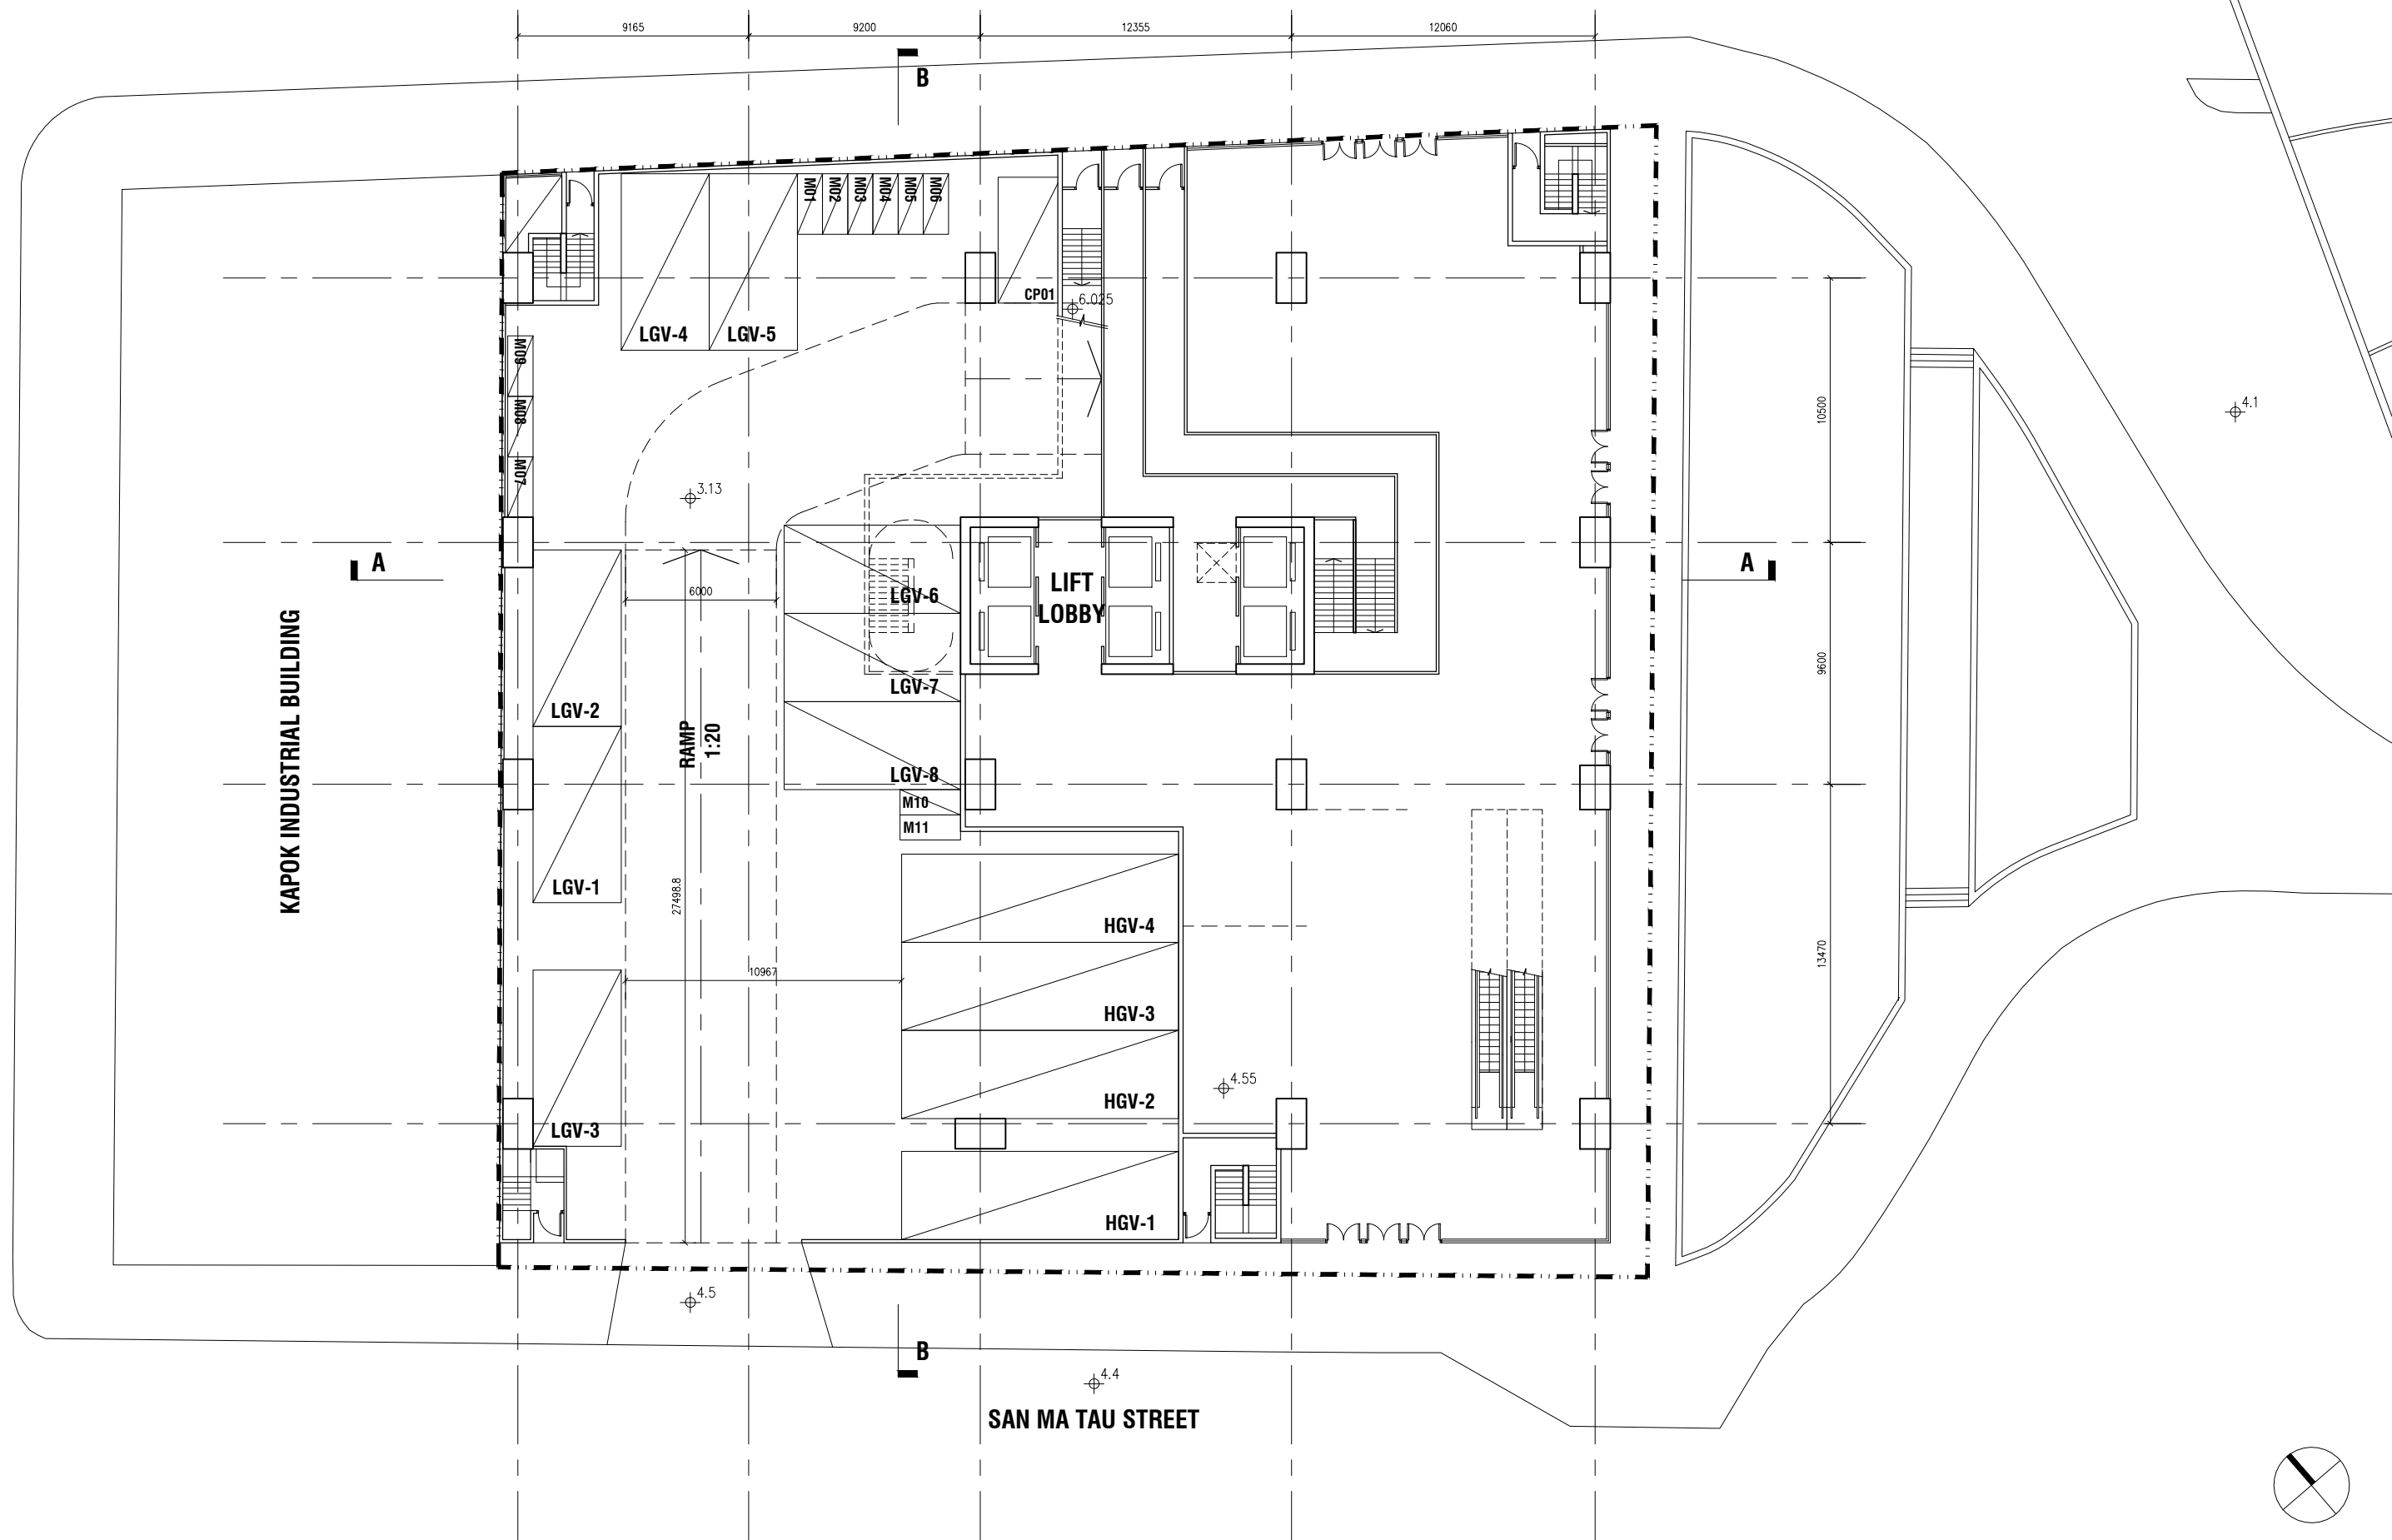 9165
9200
12355
12060
B
M01
M02
M03
M04
M05
M06
CP01
6.025
LGV-4
LGV-5
M09
M08
M07
4.1
10500
3.13
A
A
6000
LGV-6
LIFT
LOBBY
KAPOK INDUSTRIAL BUILDING
LGV-2
LGV-7
9600
RAMP
1:20
LGV-8
M10
M11
LGV-1
27498.8
HGV-4
13470
10967
HGV-3
4.55
HGV-2
LGV-3
HGV-1
4.5
B
4.4
SAN MA TAU STREET